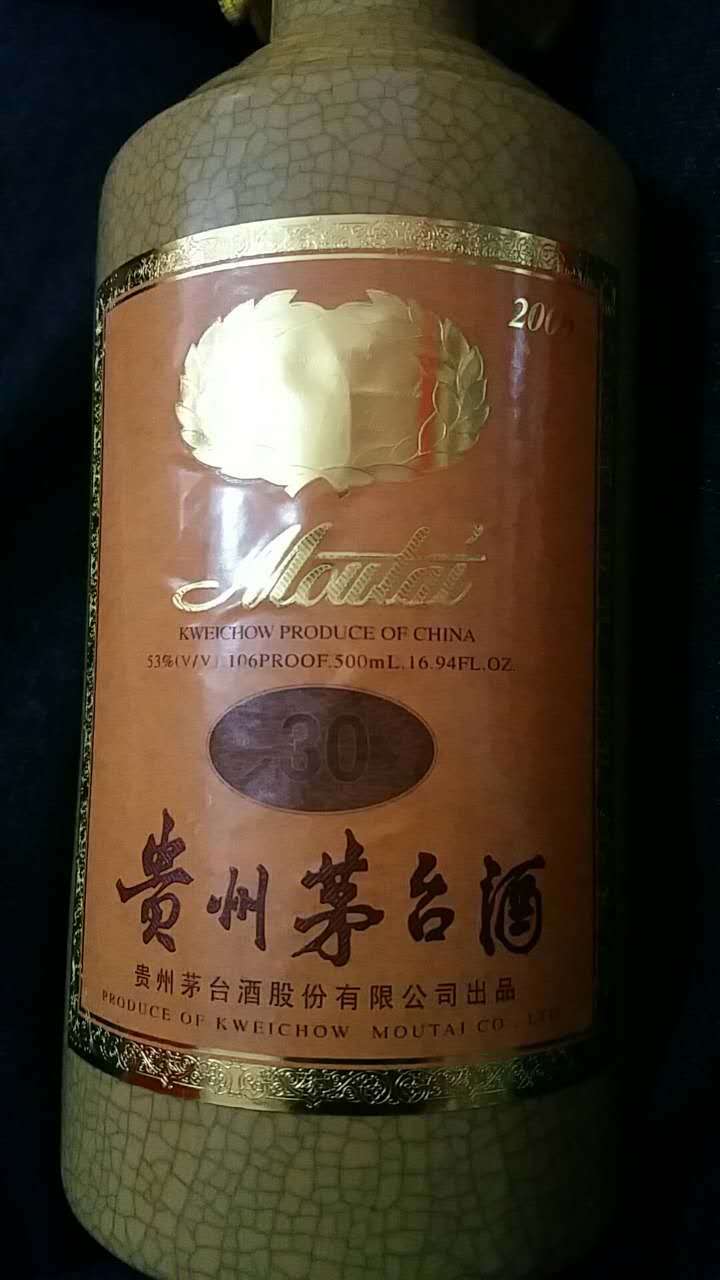 Moutai
KWEICHOW PRODUCE OF CHINA
53%(V/V).106PROOF.500mL.16.94FL.OZ.
30
贵州茅台酒
贵州茅台酒股份有限公司出品
PRODUCE OF KWEICHOW MOUTAI CO., LTD